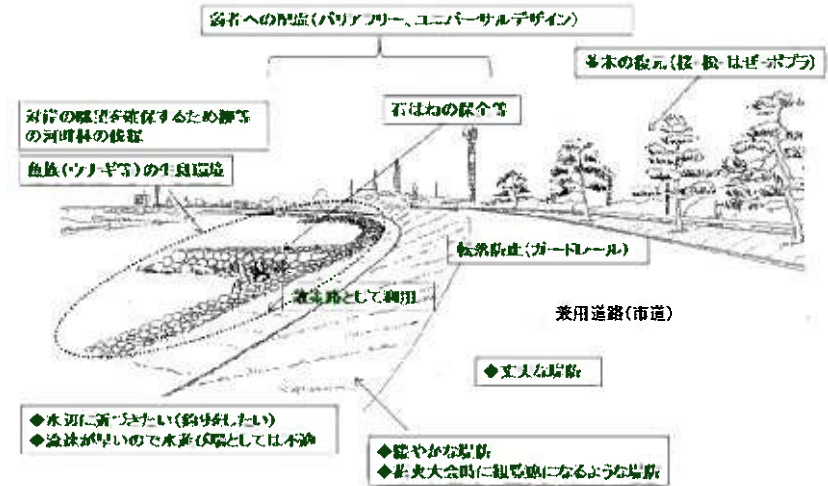 弱者への配慮(バリアフリー、ユニバーサルデザイン)
並木の復元(桜・松・はぜ・ポプラ)
石はねの保全等
対岸の眺望を確保するため柳等
の河畔林の伐採
魚族(ウナギ等)の生息環境
転落防止(ガードレール)
散策路として利用
兼用道路(市道)
◆丈夫な堤防
◆水辺に近づきたい(釣りをしたい)
◆流速が早いので水遊び場としては不適
◆緩やかな堤防
◆花火大会時に観覧席になるような堤防